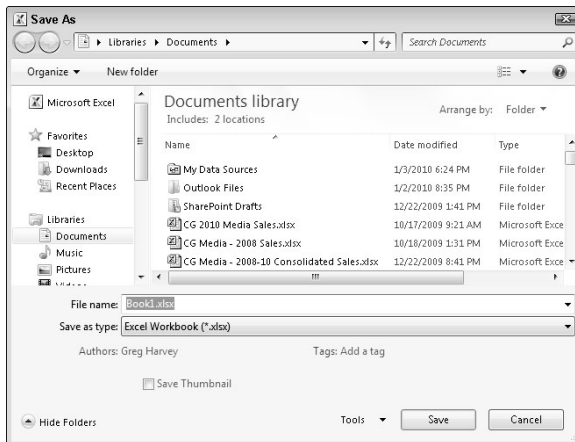 Save As
Libraries Documents
Search Documents
Organize New folder
Microsoft Excel
Favorites
Desktop
Downloads
Recent Places
Libraries
Documents
Music
Pictures
Documents library
Includes: 2 locations
Arrange by: Folder
Name Date modified Type
My Data Sources 1/3/2010 6:24 PM File folder
Outlook Files 1/2/2010 8:35 PM File folder
SharePoint Drafts 12/22/2009 1:41 PM File folder
CG 2010 Media Sales.xlsx 10/17/2009 9:21 AM Microsoft Exce
CG Media - 2008 Sales.xlsx 10/18/2009 1:31 PM Microsoft Exce
CG Media - 2008-10 Consolidated Sales.xlsx 12/22/2009 8:41 PM Microsoft Exce
File name: Book1.xlsx
Save as type: Excel Workbook (*.xlsx)
Authors: Greg Harvey Tags: Add a tag
Save Thumbnail
Hide Folders Tools Save Cancel